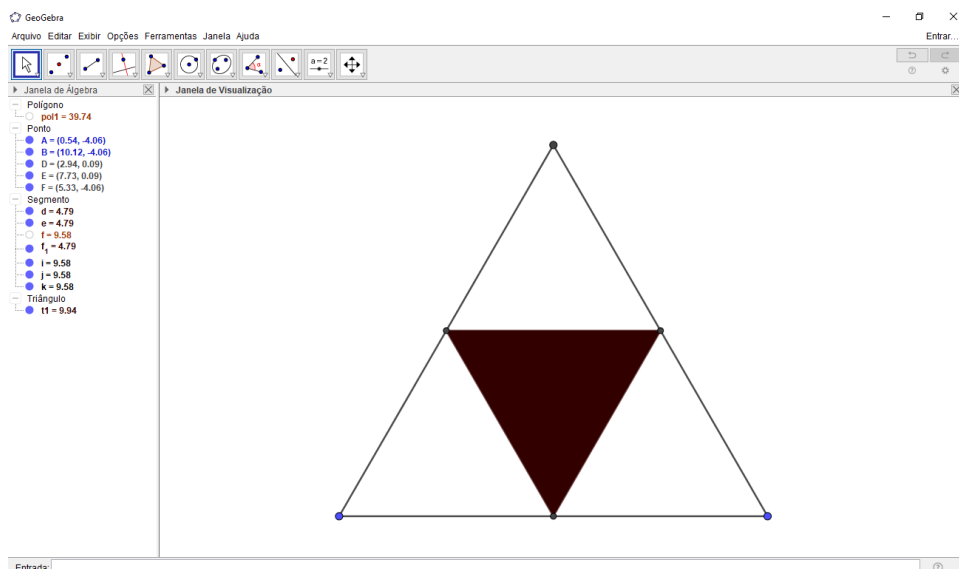 GeoGebra
Arquivo Editar Exibir Opções Ferramentas Janela Ajuda
Entrar...
a=2
Janela de Álgebra
Janela de Visualização
Polígono
pol1 = 39.74
Ponto
A = (0.54, -4.06)
B = (10.12, -4.06)
D = (2.94, 0.09)
E = (7.73, 0.09)
F = (5.33, -4.06)
Segmento
d = 4.79
e = 4.79
f = 9.58
f1 = 4.79
i = 9.58
j = 9.58
k = 9.58
Triângulo
t1 = 9.94
Entrada: